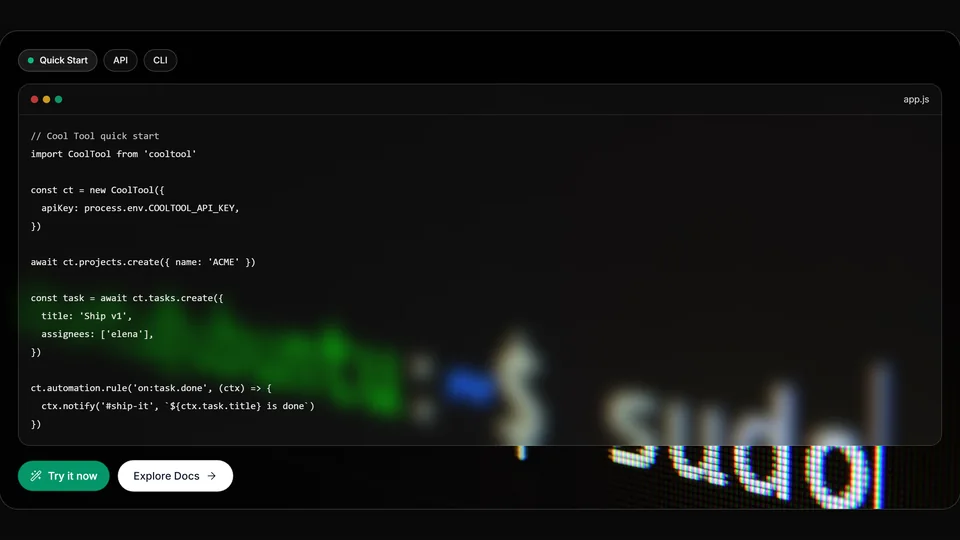 Quick Start API CLI
app.js
// Cool Tool quick start
import CoolTool from 'cooltool'
const ct = new CoolTool({
  apiKey: process.env.COOLTOOL_API_KEY,
})
await ct.projects.create({ name: 'ACME' })
const task = await ct.tasks.create({
  title: 'Ship v1',
  assignees: ['elena'],
})
ct.automation.rule('on:task.done', (ctx) => {
  ctx.notify('#ship-it', `${ctx.task.title} is done`)
})
:~$ sudo
Try it now
Explore Docs →